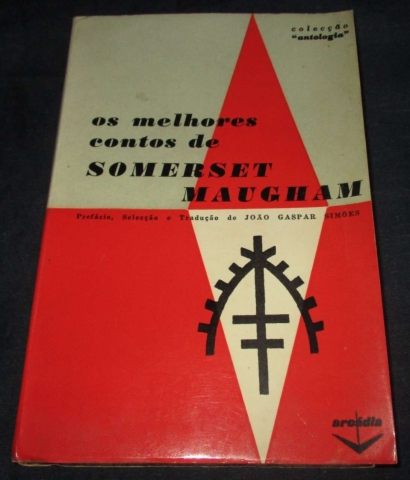 colecção
"antologia"
os melhores
contos de
SOMERSET
MAUGHAM
Prefácio, Selecção e Tradução de JOÃO GASPAR SIMÕES
arcádia